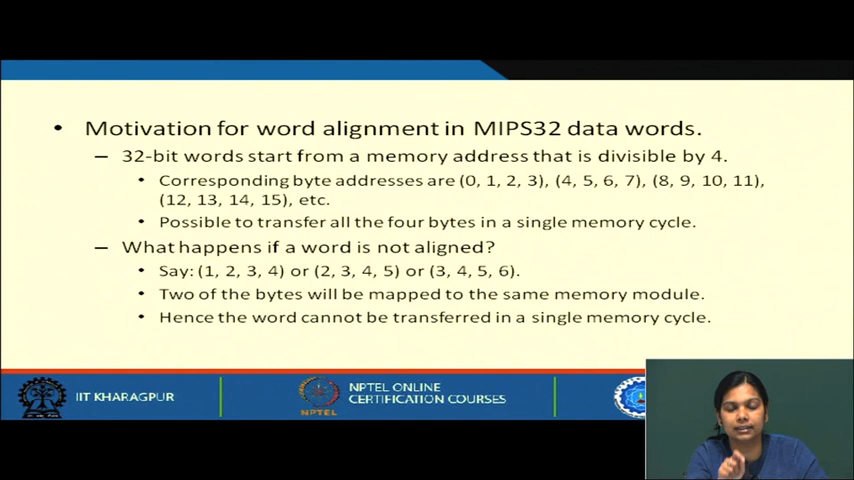 • Motivation for word alignment in MIPS32 data words.
– 32-bit words start from a memory address that is divisible by 4.
• Corresponding byte addresses are (0, 1, 2, 3), (4, 5, 6, 7), (8, 9, 10, 11),
(12, 13, 14, 15), etc.
• Possible to transfer all the four bytes in a single memory cycle.
– What happens if a word is not aligned?
• Say: (1, 2, 3, 4) or (2, 3, 4, 5) or (3, 4, 5, 6).
• Two of the bytes will be mapped to the same memory module.
• Hence the word cannot be transferred in a single memory cycle.
IIT KHARAGPUR
NPTEL
NPTEL ONLINE
CERTIFICATION COURSES